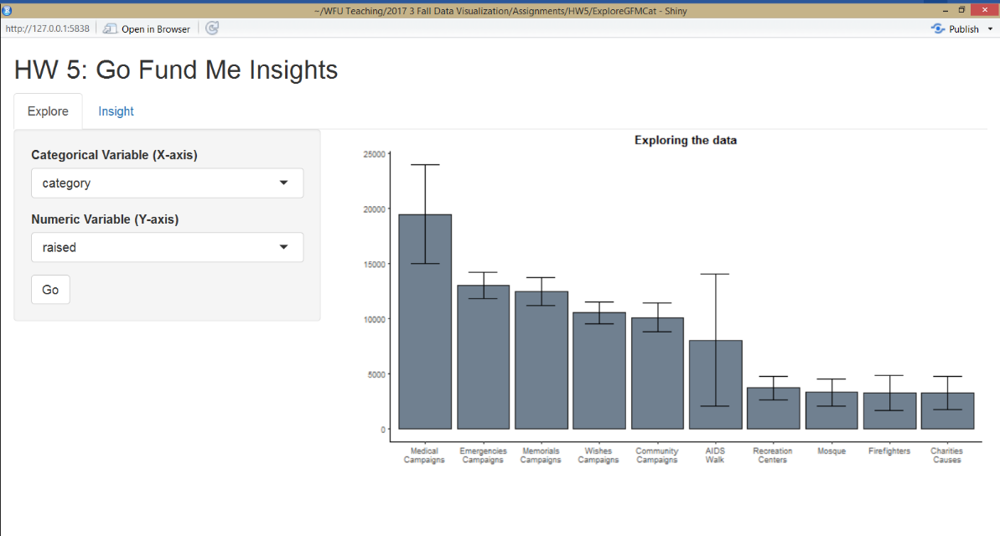 ~/WFU Teaching/2017 3 Fall Data Visualization/Assignments/HW5/ExploreGFMCat - Shiny
http://127.0.0.1:5838
Open in Browser
Publish
HW 5: Go Fund Me Insights
Explore
Insight
Categorical Variable (X-axis)
category
Numeric Variable (Y-axis)
raised
Go
Exploring the data
25000
20000
15000
10000
5000
0
Medical
Campaigns
Emergencies
Campaigns
Memorials
Campaigns
Wishes
Campaigns
Community
Campaigns
AIDS
Walk
Recreation
Centers
Mosque
Firefighters
Charities
Causes